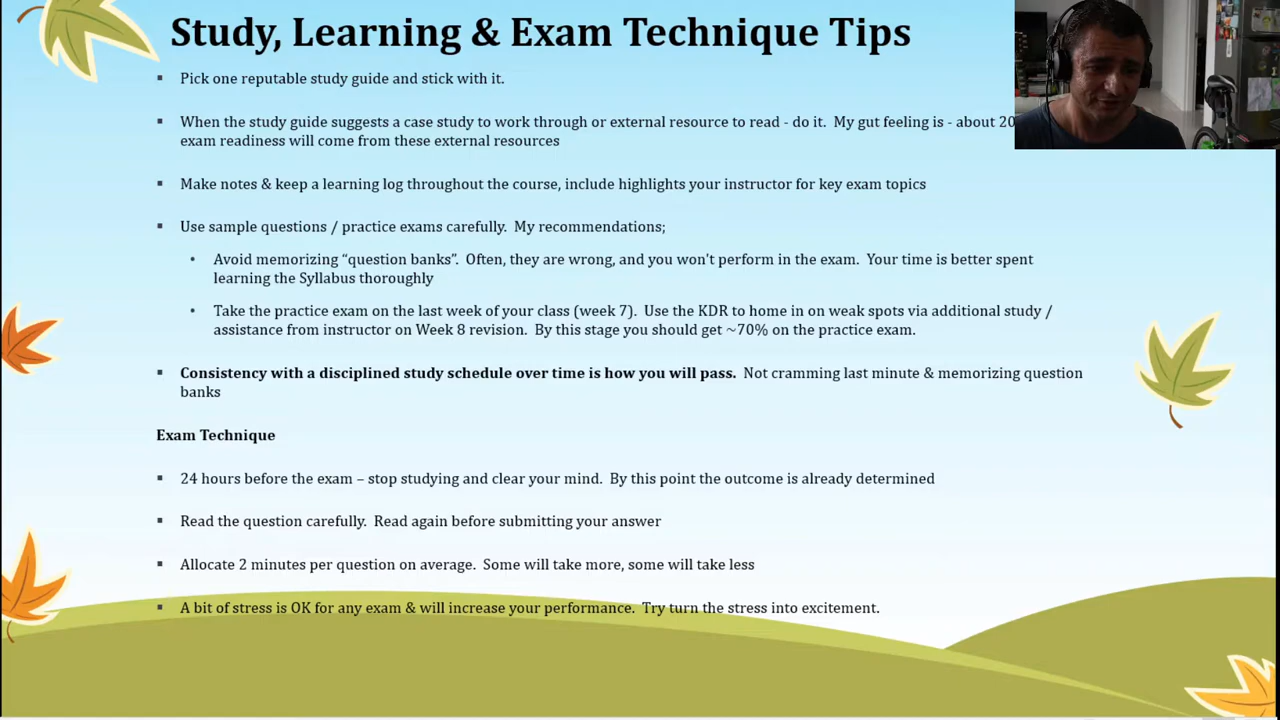 Study, Learning & Exam Technique Tips
Pick one reputable study guide and stick with it.
When the study guide suggests a case study to work through or external resource to read - do it.  My gut feeling is - about 20
exam readiness will come from these external resources
Make notes & keep a learning log throughout the course, include highlights your instructor for key exam topics
Use sample questions / practice exams carefully.  My recommendations;
Avoid memorizing “question banks”.  Often, they are wrong, and you won’t perform in the exam.  Your time is better spent
learning the Syllabus thoroughly
Take the practice exam on the last week of your class (week 7).  Use the KDR to home in on weak spots via additional study /
assistance from instructor on Week 8 revision.  By this stage you should get ~70% on the practice exam.
Consistency with a disciplined study schedule over time is how you will pass.  Not cramming last minute & memorizing question
banks
Exam Technique
24 hours before the exam – stop studying and clear your mind.  By this point the outcome is already determined
Read the question carefully.  Read again before submitting your answer
Allocate 2 minutes per question on average.  Some will take more, some will take less
A bit of stress is OK for any exam & will increase your performance.  Try turn the stress into excitement.